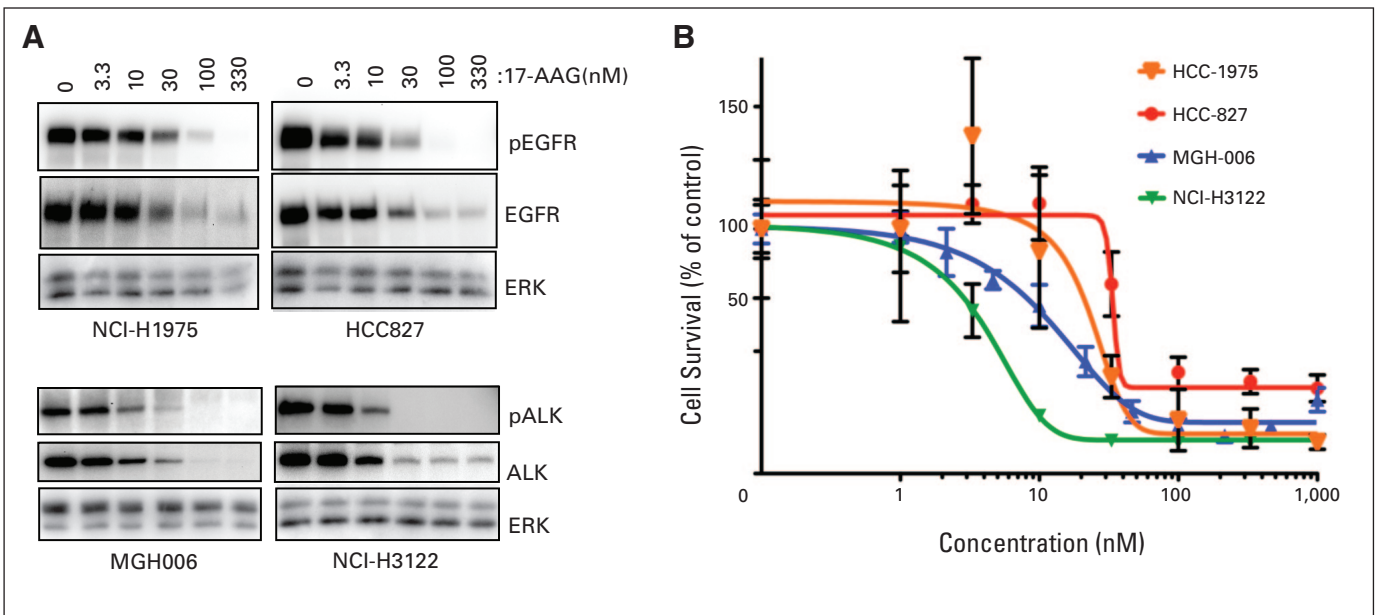 A
0 3.3 10 30 100 330
0 3.3 10 30 100 330 :17-AAG(nM)
pEGFR
EGFR
ERK
NCI-H1975 HCC827
pALK
ALK
ERK
MGH006 NCI-H3122
B
HCC-1975
HCC-827
MGH-006
NCI-H3122
Cell Survival (% of control)
150
100
50
0 1 10 100 1,000
Concentration (nM)